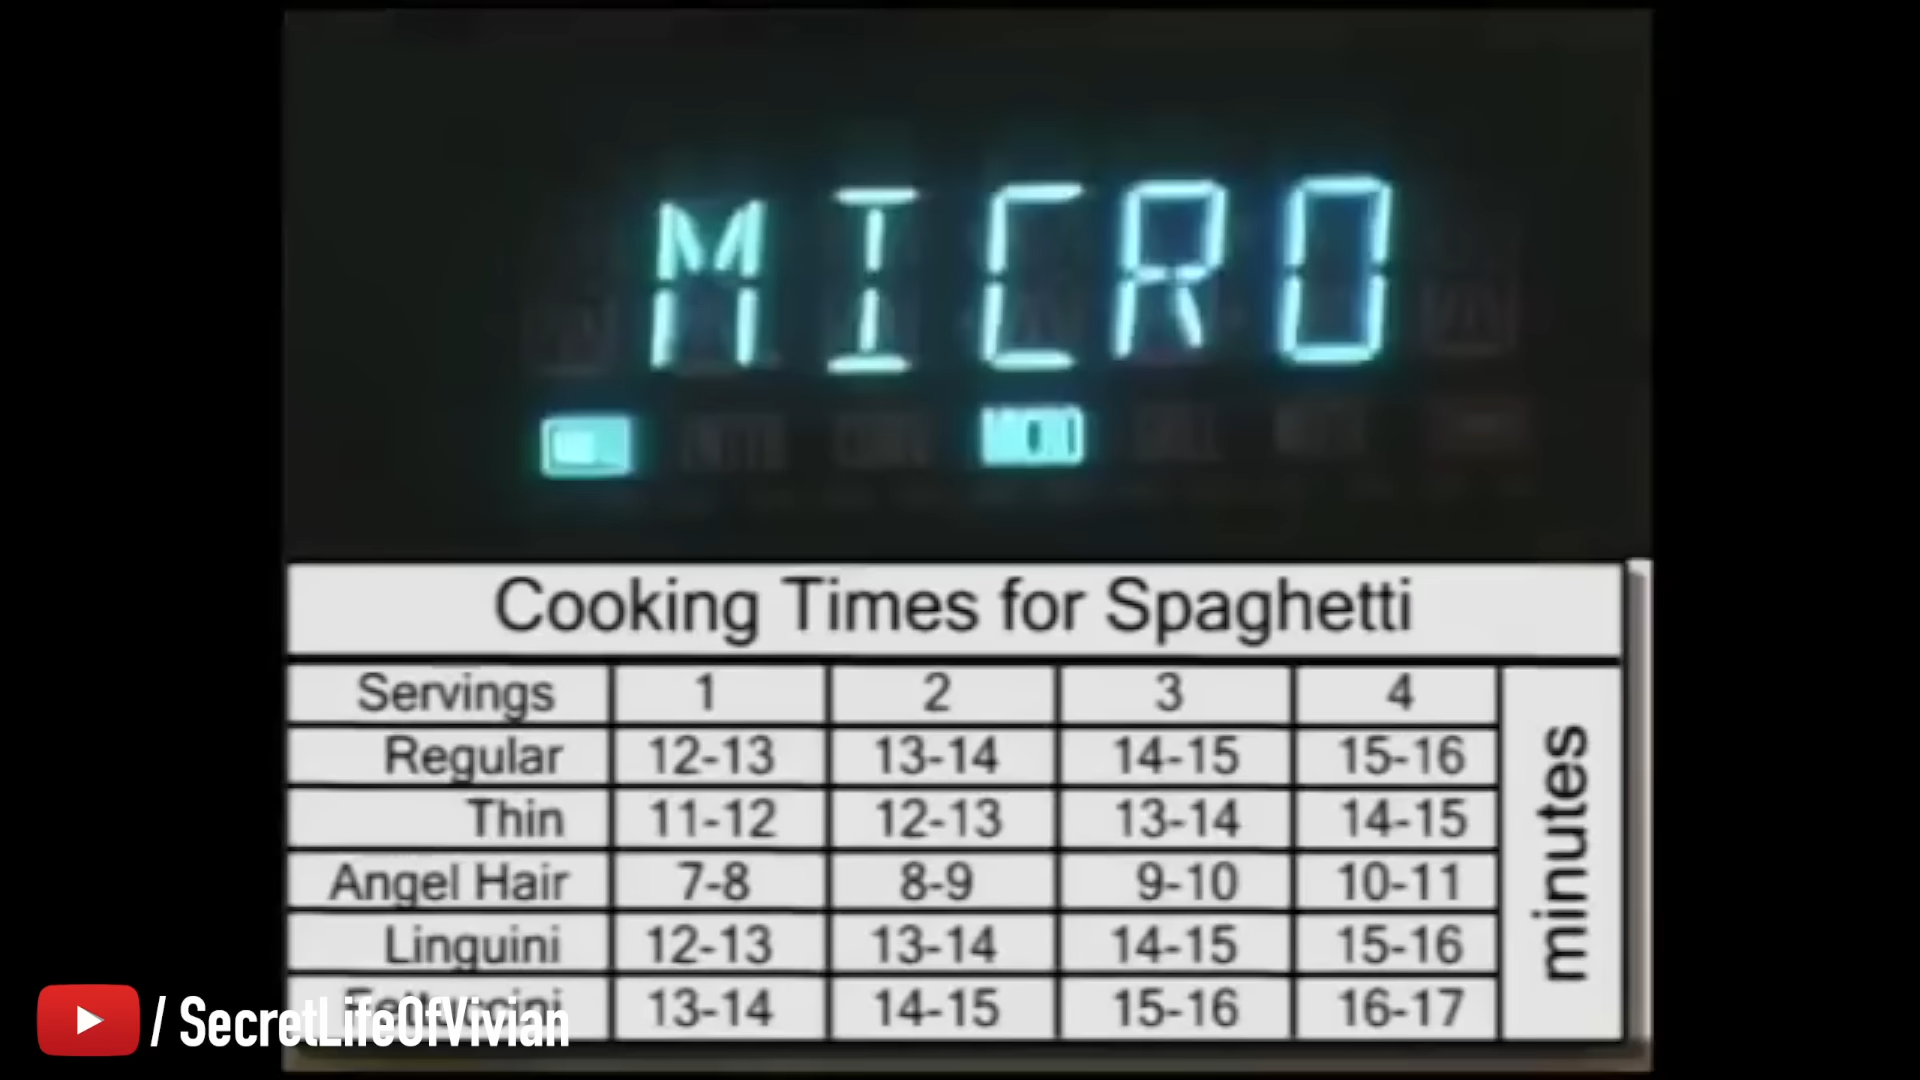 MICRO
Cooking Times for Spaghetti
Servings 1 2 3 4
Regular 12-13 13-14 14-15 15-16
Thin 11-12 12-13 13-14 14-15
Angel Hair 7-8 8-9 9-10 10-11
Linguini 12-13 13-14 14-15 15-16
13-14 14-15 15-16 16-17
minutes
/ SecretLifeOfVivian